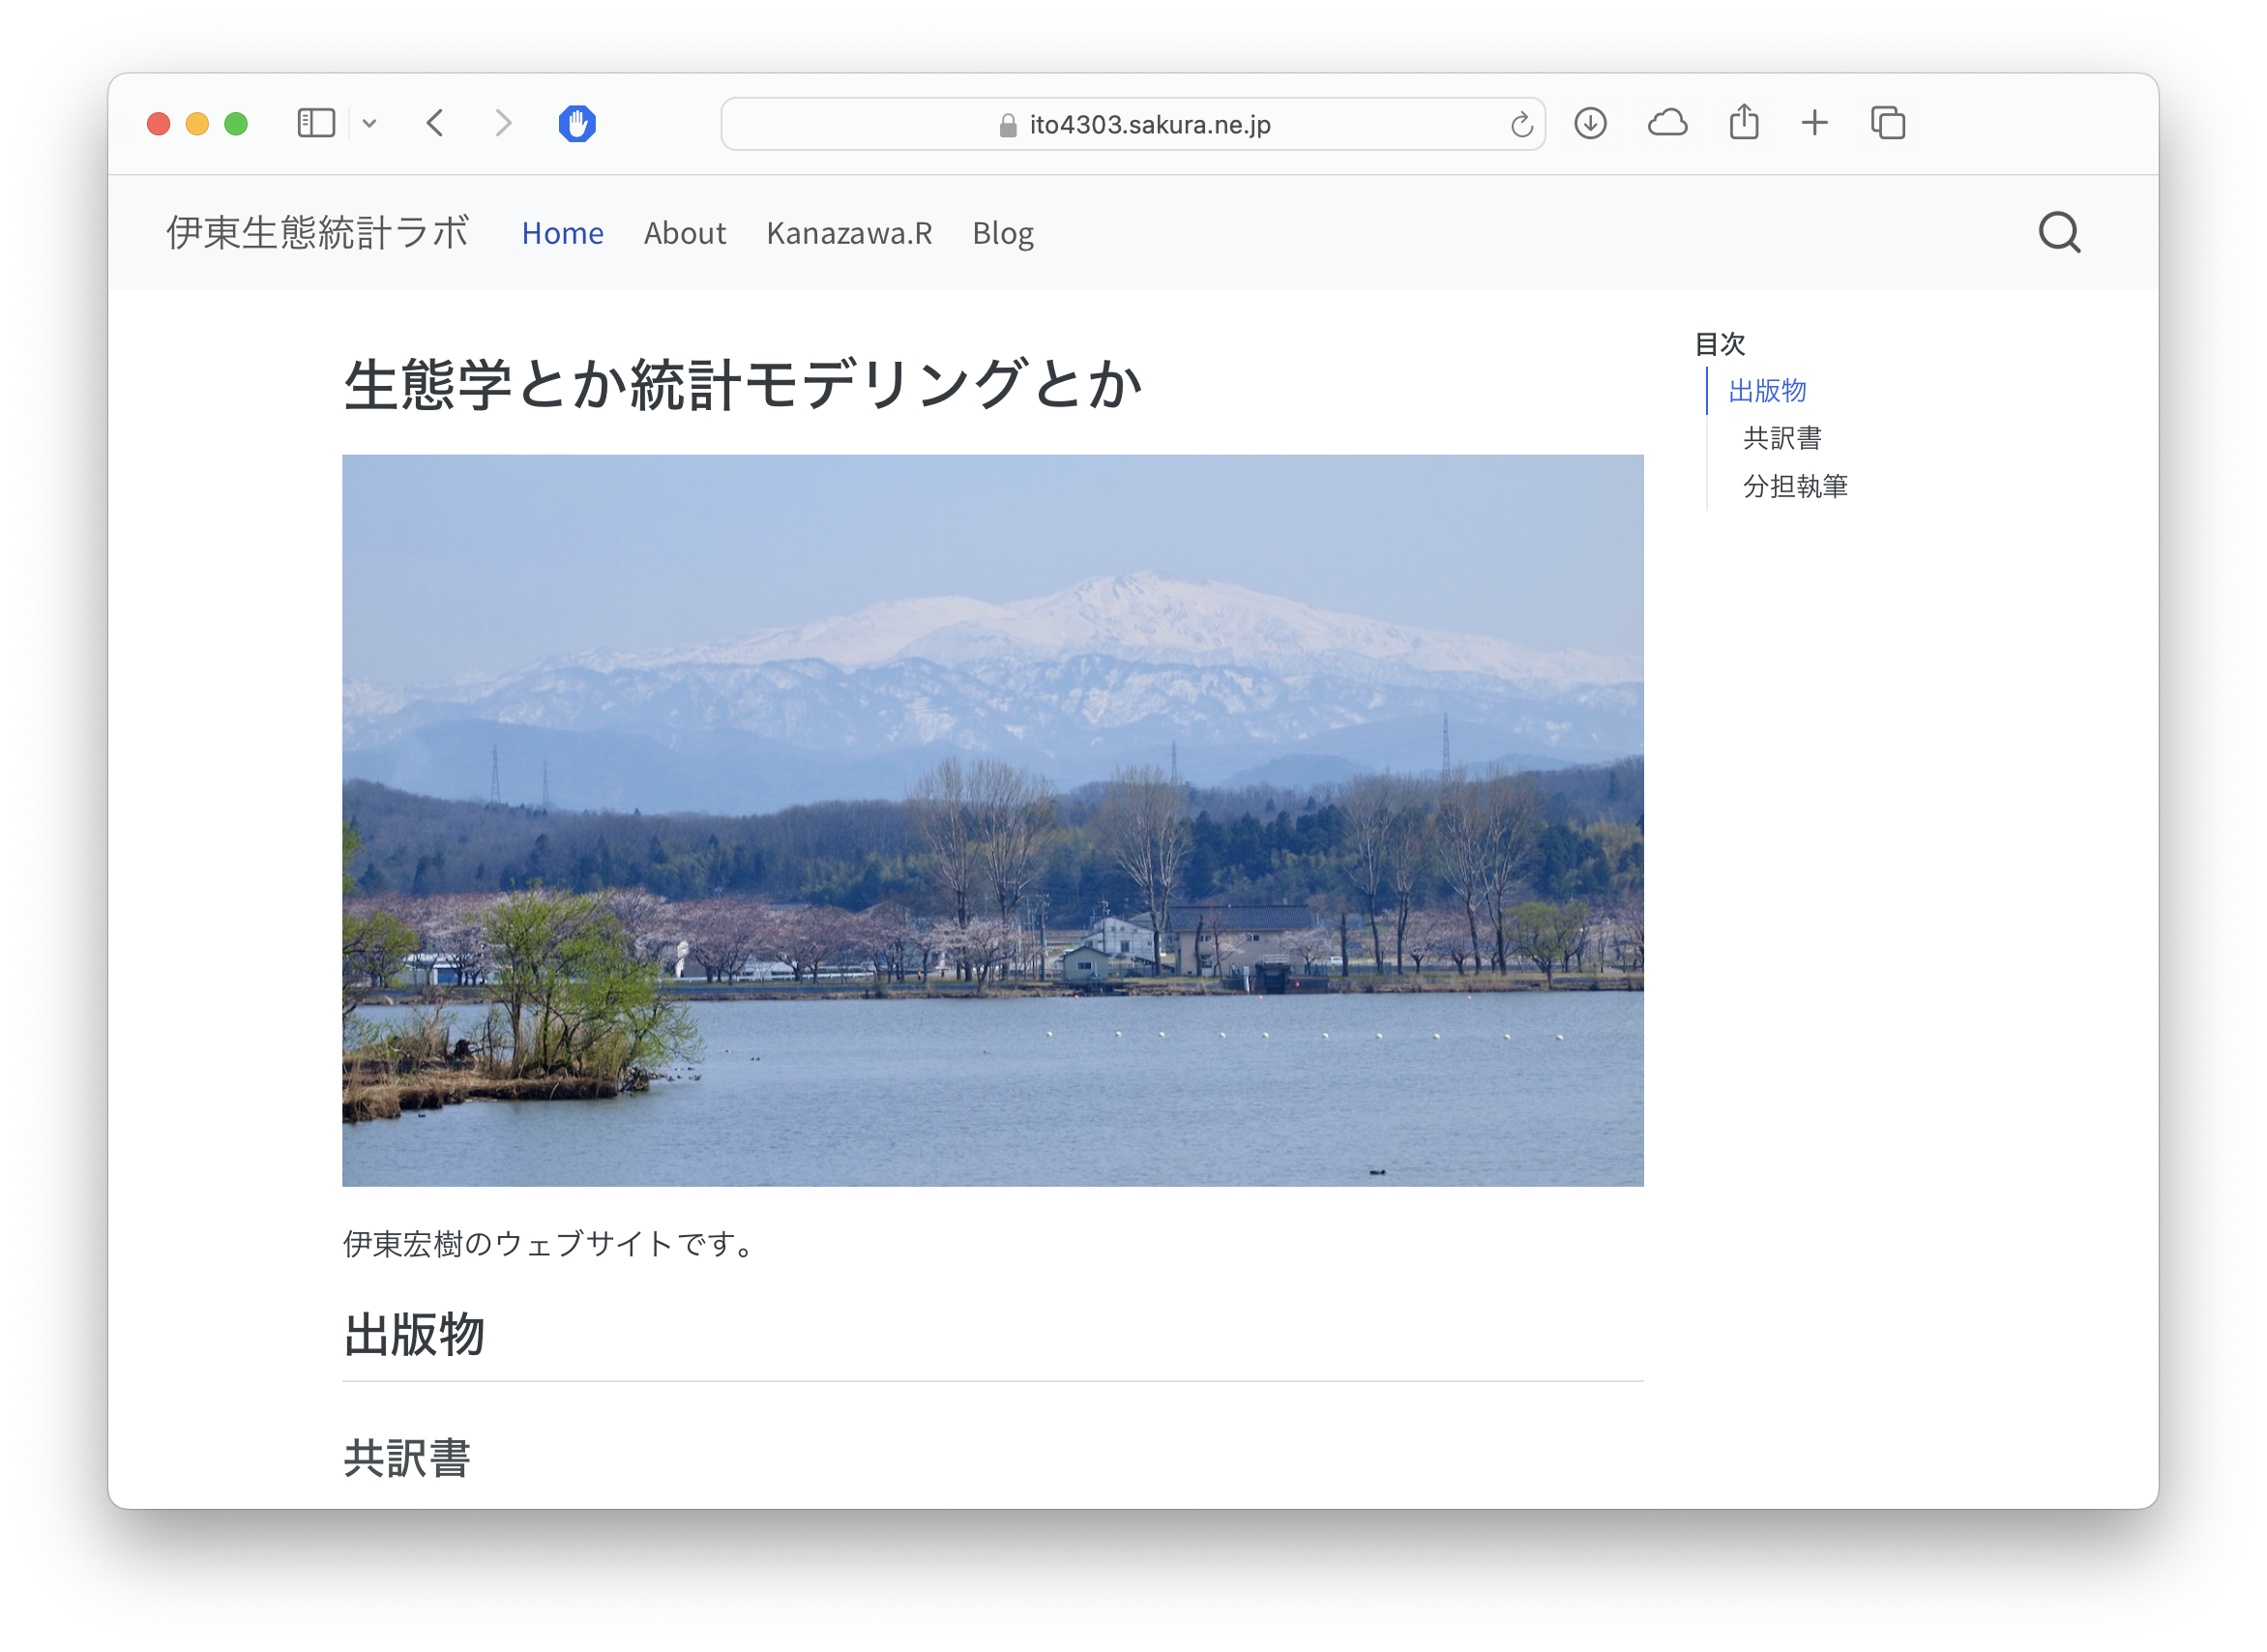 ito4303.sakura.ne.jp
伊東生態統計ラボ Home About Kanazawa.R Blog
生態学とか統計モデリングとか
目次
出版物
共訳書
分担執筆
伊東宏樹のウェブサイトです。
出版物
共訳書